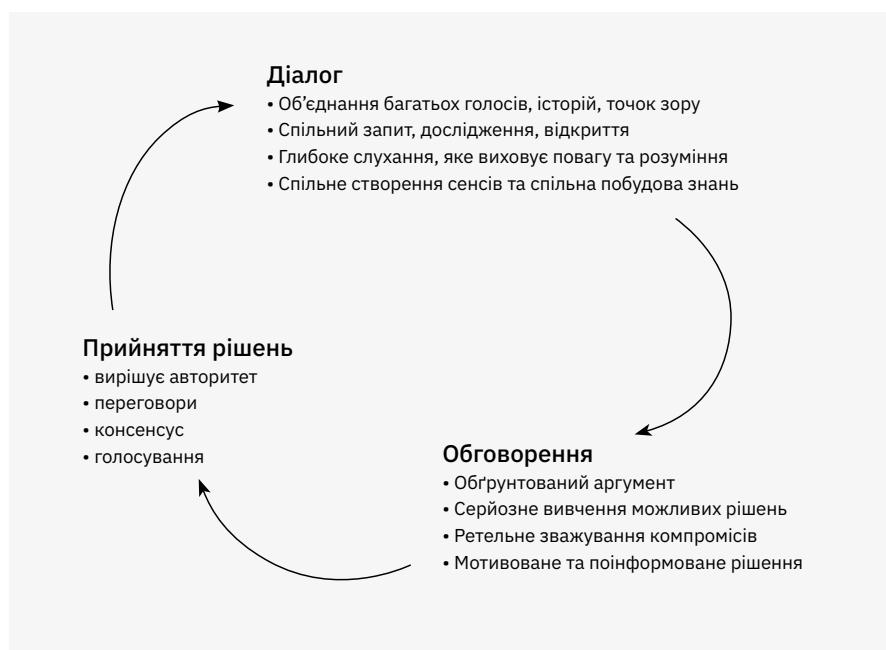 Діалог
• Об’єднання багатьох голосів, історій, точок зору
• Спільний запит, дослідження, відкриття
• Глибоке слухання, яке виховує повагу та розуміння
• Спільне створення сенсів та спільна побудова знань
Прийняття рішень
• вирішує авторитет
• переговори
• консенсус
• голосування
Обговорення
• Обґрунтований аргумент
• Серйозне вивчення можливих рішень
• Ретельне зважування компромісів
• Мотивоване та поінформоване рішення